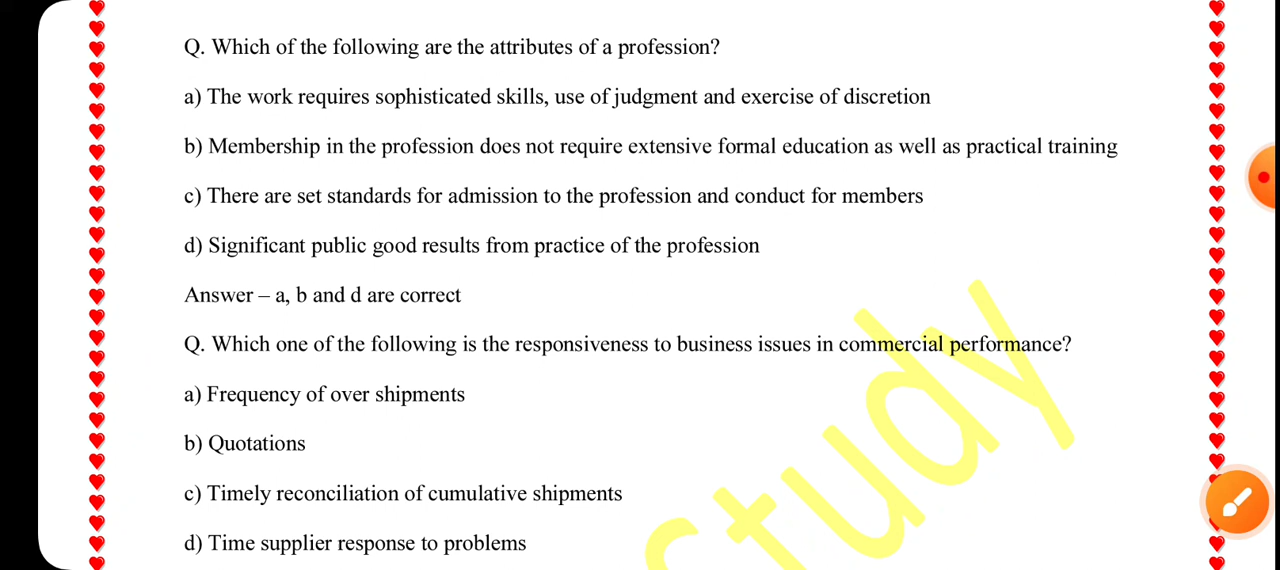 Q. Which of the following are the attributes of a profession?
a) The work requires sophisticated skills, use of judgment and exercise of discretion
b) Membership in the profession does not require extensive formal education as well as practical training
c) There are set standards for admission to the profession and conduct for members
d) Significant public good results from practice of the profession
Answer – a, b and d are correct
Q. Which one of the following is the responsiveness to business issues in commercial performance?
a) Frequency of over shipments
b) Quotations
c) Timely reconciliation of cumulative shipments
d) Time supplier response to problems
Study